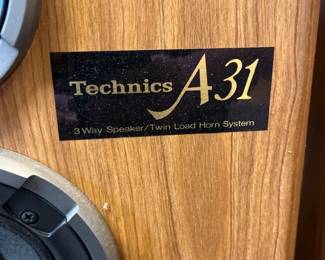 Technics A31
3 Way Speaker/Twin Load Horn System